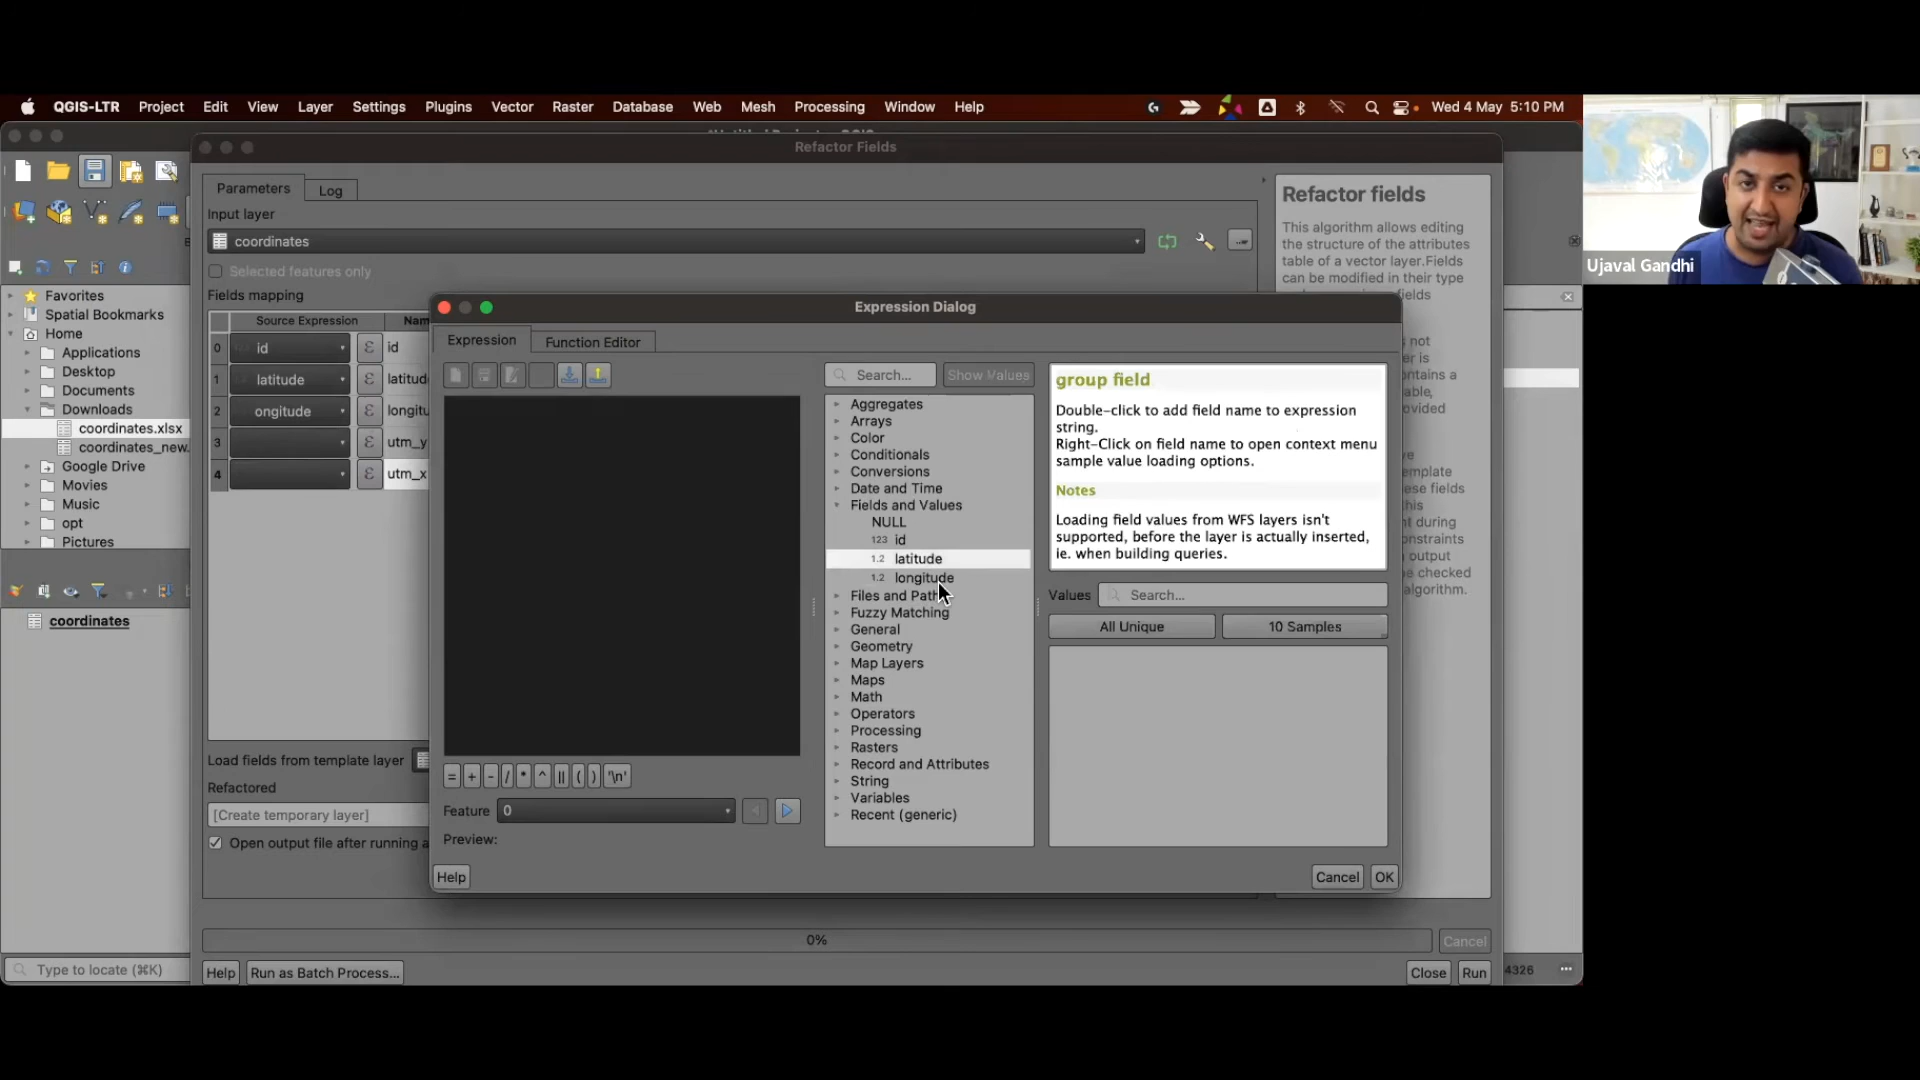 QGIS-LTR Project Edit View Layer Settings Plugins Vector Raster Database Web Mesh Processing Window Help Wed 4 May 5:10 PM
Refactor Fields
Parameters Log
Input layer
coordinates
Selected features only
Fields mapping
Source Expression Nam
0 id id
1 latitude latitud
2 ongitude longitu
3 utm_y
4 utm_x
Load fields from template layer
Refactored
[Create temporary layer]
Open output file after running a
0%
Cancel
Help Run as Batch Process... Close Run
4326
Refactor fields
This algorithm allows editing
the structure of the attributes
table of a vector layer.Fields
can be modified in their type
Favorites
Spatial Bookmarks
Home
Applications
Desktop
Documents
Downloads
coordinates.xlsx
coordinates_new.
Google Drive
Movies
Music
opt
Pictures
coordinates
Type to locate (⌘K)
Expression Dialog
Expression Function Editor
Search... Show Values
Aggregates
Arrays
Color
Conditionals
Conversions
Date and Time
Fields and Values
NULL
123 id
1.2 latitude
1.2 longitude
Files and Path
Fuzzy Matching
General
Geometry
Map Layers
Maps
Math
Operators
Processing
Rasters
Record and Attributes
String
Variables
Recent (generic)
= + - / * ^ || ( ) '\n'
Feature 0
Preview:
Help
group field
Double-click to add field name to expression
string.
Right-Click on field name to open context menu
sample value loading options.
Notes
Loading field values from WFS layers isn't
supported, before the layer is actually inserted,
ie. when building queries.
Values Search...
All Unique 10 Samples
Cancel OK
Ujaval Gandhi